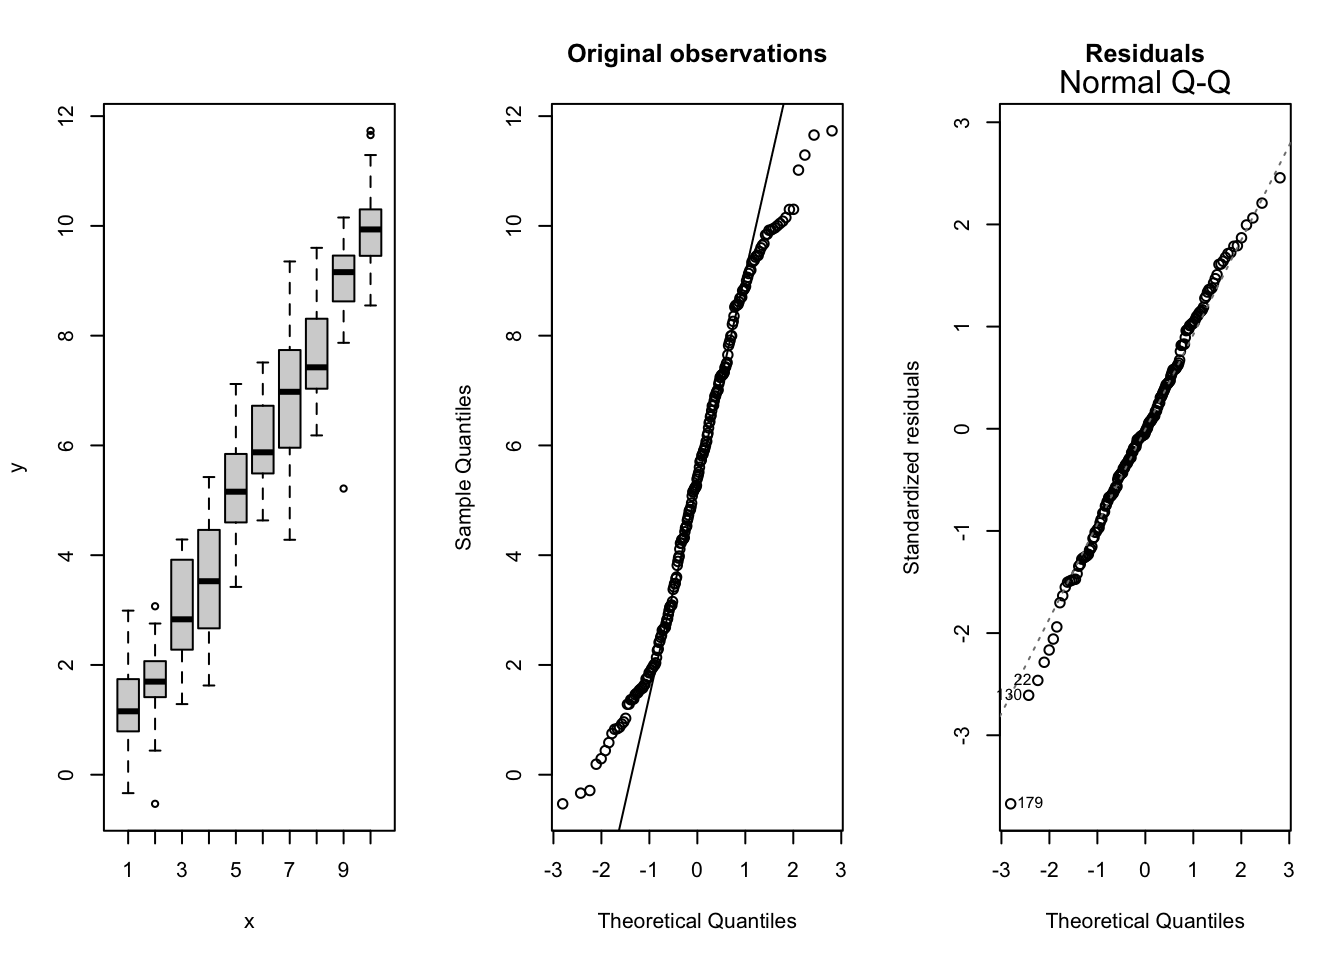 Original observations
Residuals
Normal Q-Q
y
12
10
8
6
4
2
0
1 3 5 7 9
x
Sample Quantiles
12
10
8
6
4
2
0
-3 -2 -1 0 1 2 3
Theoretical Quantiles
Standardized residuals
3
2
1
0
-1
-2
-3
22
130
179
-3 -2 -1 0 1 2 3
Theoretical Quantiles